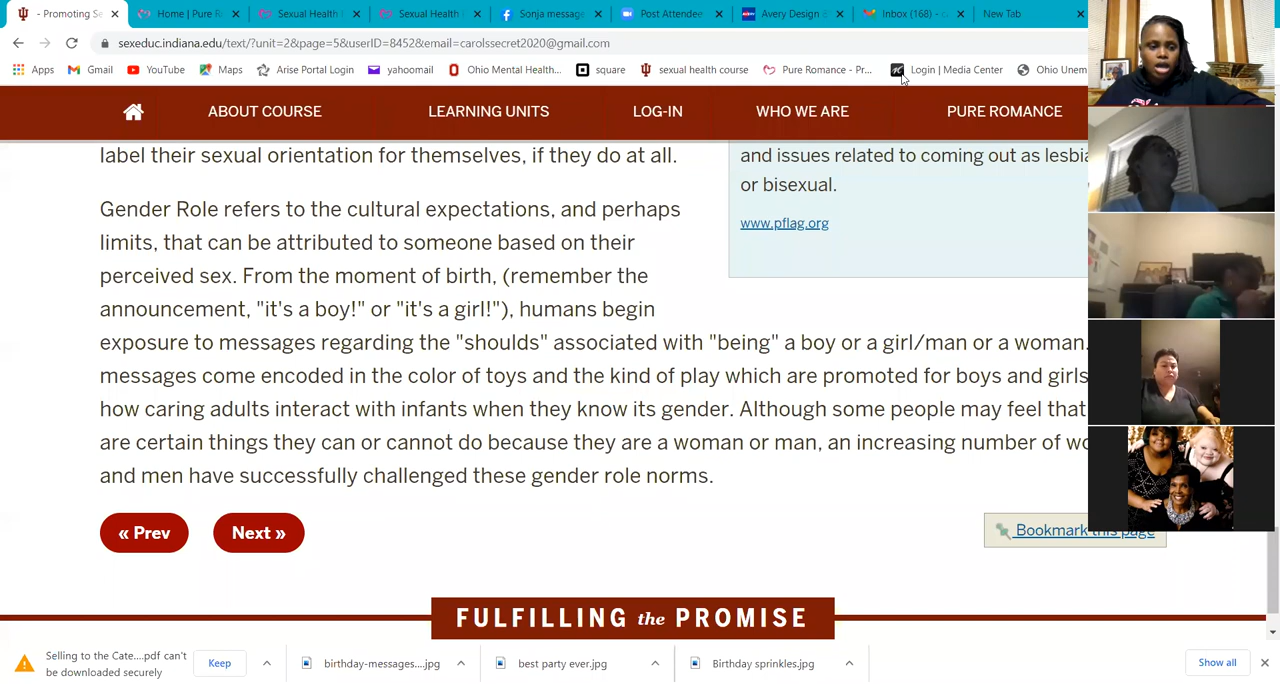 - Promoting Se
Home | Pure R
Sexual Health
Sexual Health
Sonja message
Post Attendee
Avery Design
Inbox (168) -
New Tab
sexeduc.indiana.edu/text/?unit=2&page=5&userID=8452&email=carolssecret2020@gmail.com
Apps
Gmail
YouTube
Maps
Arise Portal Login
yahoomail
Ohio Mental Health...
square
sexual health course
Pure Romance - Pr...
Login | Media Center
Ohio Unem
ABOUT COURSE
LEARNING UNITS
LOG-IN
WHO WE ARE
PURE ROMANCE
label their sexual orientation for themselves, if they do at all.
Gender Role refers to the cultural expectations, and perhaps
limits, that can be attributed to someone based on their
perceived sex. From the moment of birth, (remember the
announcement, "it's a boy!" or "it's a girl!"), humans begin
exposure to messages regarding the "shoulds" associated with "being" a boy or a girl/man or a woman.
messages come encoded in the color of toys and the kind of play which are promoted for boys and girls
how caring adults interact with infants when they know its gender. Although some people may feel that
are certain things they can or cannot do because they are a woman or man, an increasing number of wo
and men have successfully challenged these gender role norms.
and issues related to coming out as lesbia
or bisexual.
www.pflag.org
« Prev
Next »
Bookmark this page
FULFILLING the PROMISE
Selling to the Cate....pdf can't
be downloaded securely
Keep
birthday-messages....jpg
best party ever.jpg
Birthday sprinkles.jpg
Show all